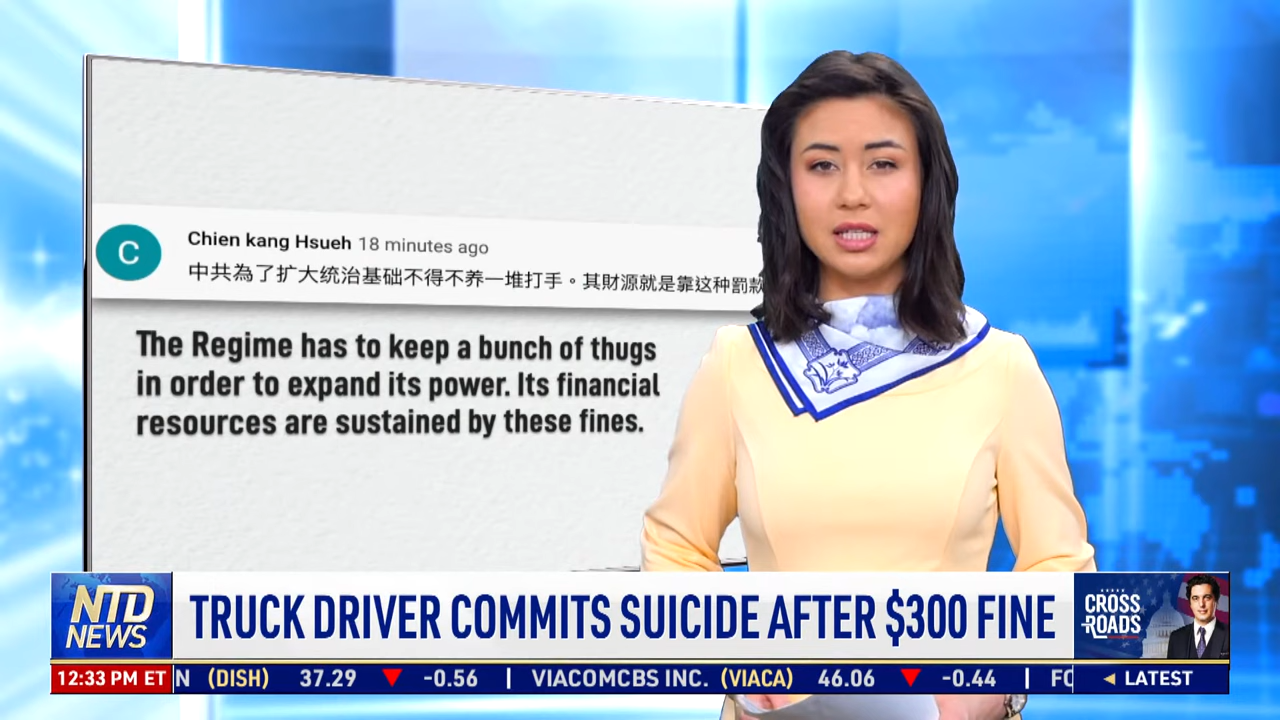 C
Chien kang Hsueh 18 minutes ago
中共為了扩大统治基础不得不养一堆打手。其財源就是靠这种罰款
The Regime has to keep a bunch of thugs
in order to expand its power. Its financial
resources are sustained by these fines.
NTD
NEWS
TRUCK DRIVER COMMITS SUICIDE AFTER $300 FINE
CROSS
ROADS
12:33 PM ET
N (DISH) 37.29 ▼ -0.56 | VIACOMCBS INC. (VIACA) 46.06 ▼ -0.44 | FC
◄ LATEST